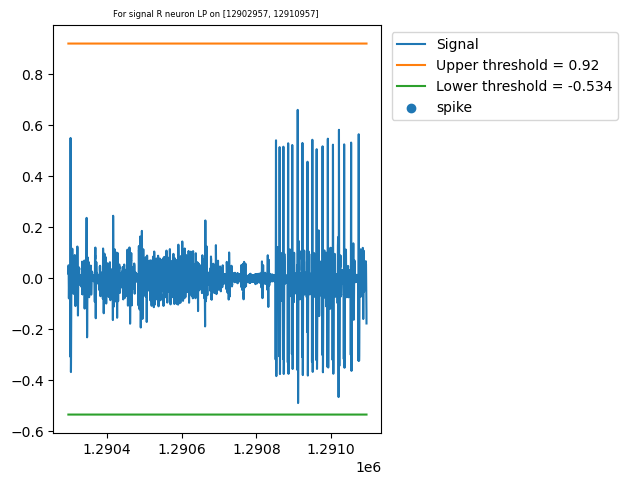 For signal R neuron LP on [12902957, 12910957]
Signal
Upper threshold = 0.92
Lower threshold = -0.534
spike
0.8
0.6
0.4
0.2
0.0
−0.2
−0.4
−0.6
1.2904 1.2906 1.2908 1.2910
1e6